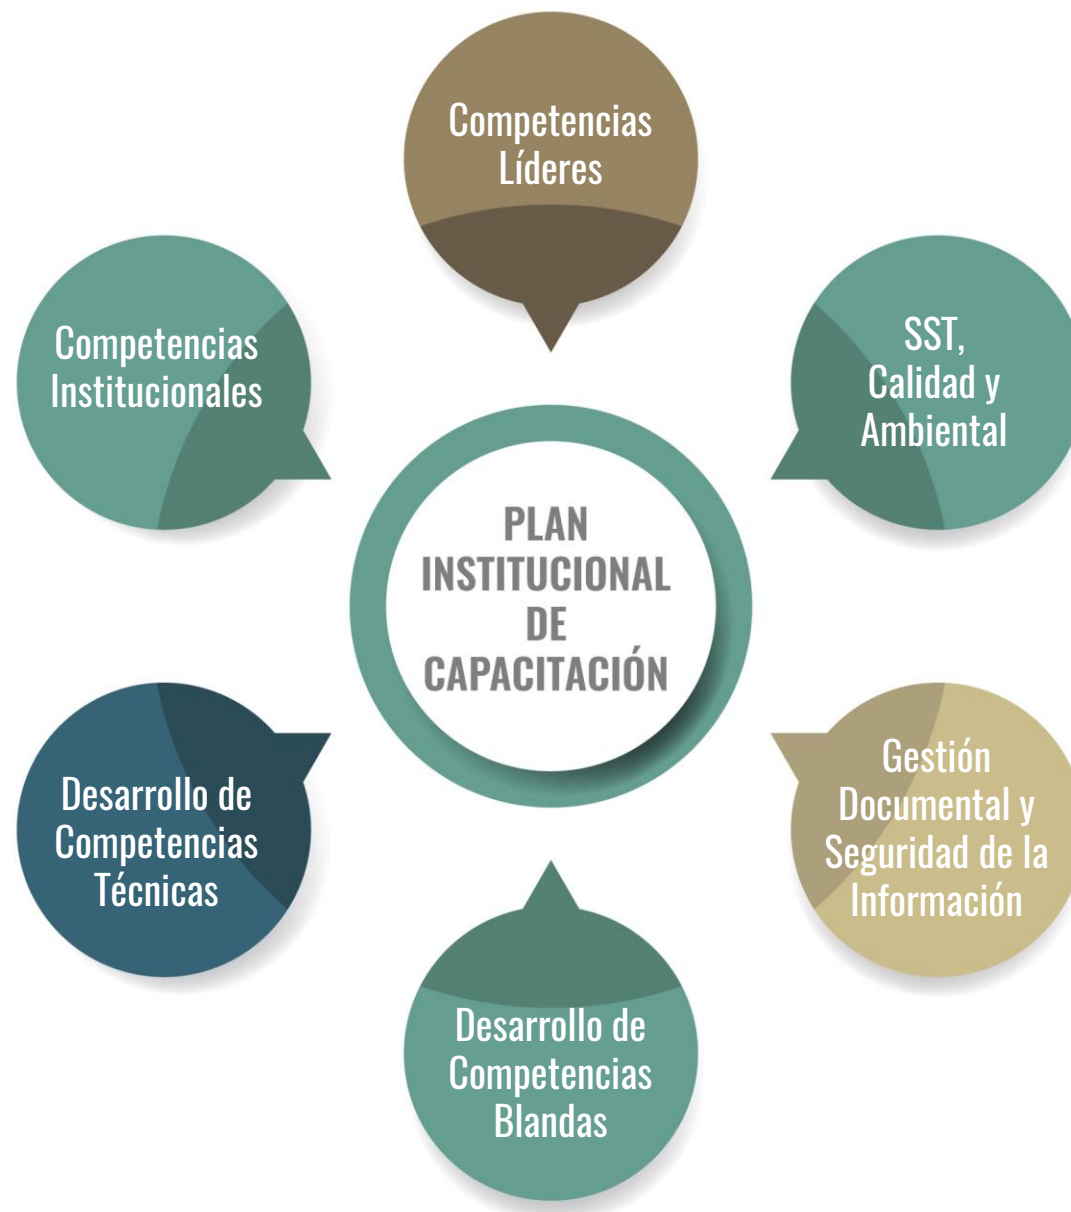 Competencias
Líderes
Competencias
Institucionales
SST,
Calidad y
Ambiental
PLAN
INSTITUCIONAL
DE
CAPACITACIÓN
Desarrollo de
Competencias
Técnicas
Gestión
Documental y
Seguridad de la
Información
Desarrollo de
Competencias
Blandas